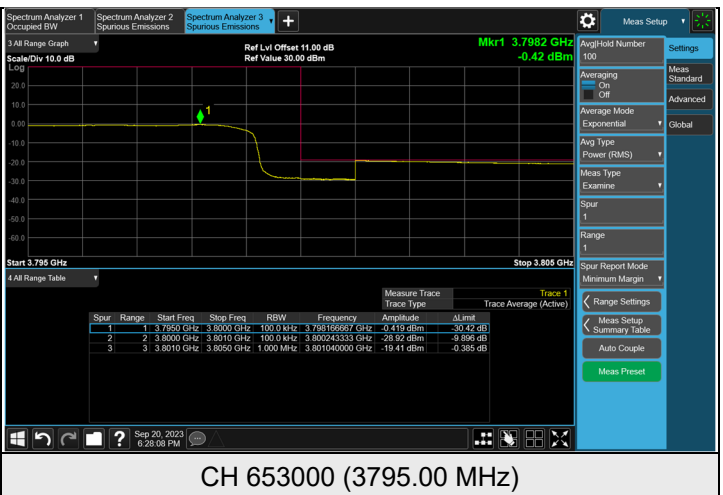 Spectrum Analyzer 1
Occupied BW
Spectrum Analyzer 2
Spurious Emissions
Spectrum Analyzer 3
Spurious Emissions
Meas Setup
3 All Range Graph
Scale/Div 10.0 dB
Ref Lvl Offset 11.00 dB
Ref Value 30.00 dBm
Mkr1 3.7982 GHz
-0.42 dBm
Log
20.0
10.0
0.00
-10.0
-20.0
-30.0
-40.0
-50.0
-60.0
1
Start 3.795 GHz
Stop 3.805 GHz
4 All Range Table
Measure Trace Trace 1
Trace Type Trace Average (Active)
Spur Range Start Freq Stop Freq RBW Frequency Amplitude ΔLimit
1 1 3.7950 GHz 3.8000 GHz 100.0 kHz 3.798166667 GHz -0.419 dBm -30.42 dB
2 2 3.8000 GHz 3.8010 GHz 100.0 kHz 3.800243333 GHz -28.92 dBm -9.896 dB
3 3 3.8010 GHz 3.8050 GHz 1.000 MHz 3.801040000 GHz -19.41 dBm -0.385 dB
Avg|Hold Number
100
Averaging
On
Off
Average Mode
Exponential
Avg Type
Power (RMS)
Meas Type
Examine
Spur
1
Range
1
Spur Report Mode
Minimum Margin
Range Settings
Meas Setup
Summary Table
Auto Couple
Meas Preset
Settings
Meas
Standard
Advanced
Global
Sep 20, 2023
6:28:08 PM
CH 653000 (3795.00 MHz)